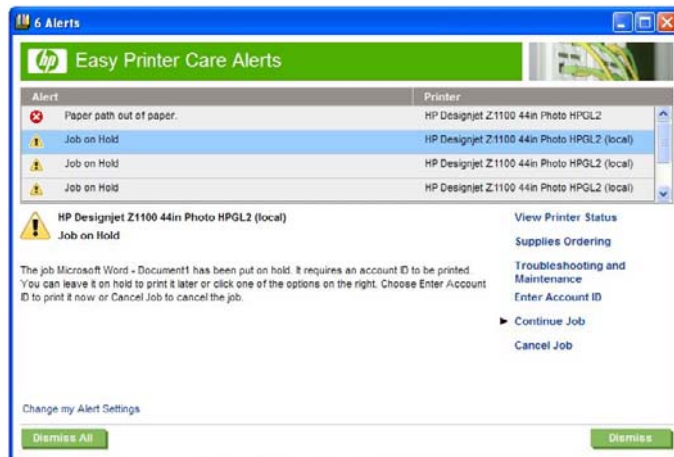 6 Alerts
hp Easy Printer Care Alerts
Alert Printer
Paper path out of paper. HP Designjet Z1100 44in Photo HPGL2
Job on Hold HP Designjet Z1100 44in Photo HPGL2 (local)
Job on Hold HP Designjet Z1100 44in Photo HPGL2 (local)
Job on Hold HP Designjet Z1100 44in Photo HPGL2 (local)
HP Designjet Z1100 44in Photo HPGL2 (local)
Job on Hold
The job Microsoft Word - Document1 has been put on hold. It requires an account ID to be printed.
You can leave it on hold to print it later or click one of the options on the right. Choose Enter Account
ID to print it now or Cancel Job to cancel the job.
View Printer Status
Supplies Ordering
Troubleshooting and
Maintenance
Enter Account ID
Continue Job
Cancel Job
Change my Alert Settings
Dismiss All Dismiss